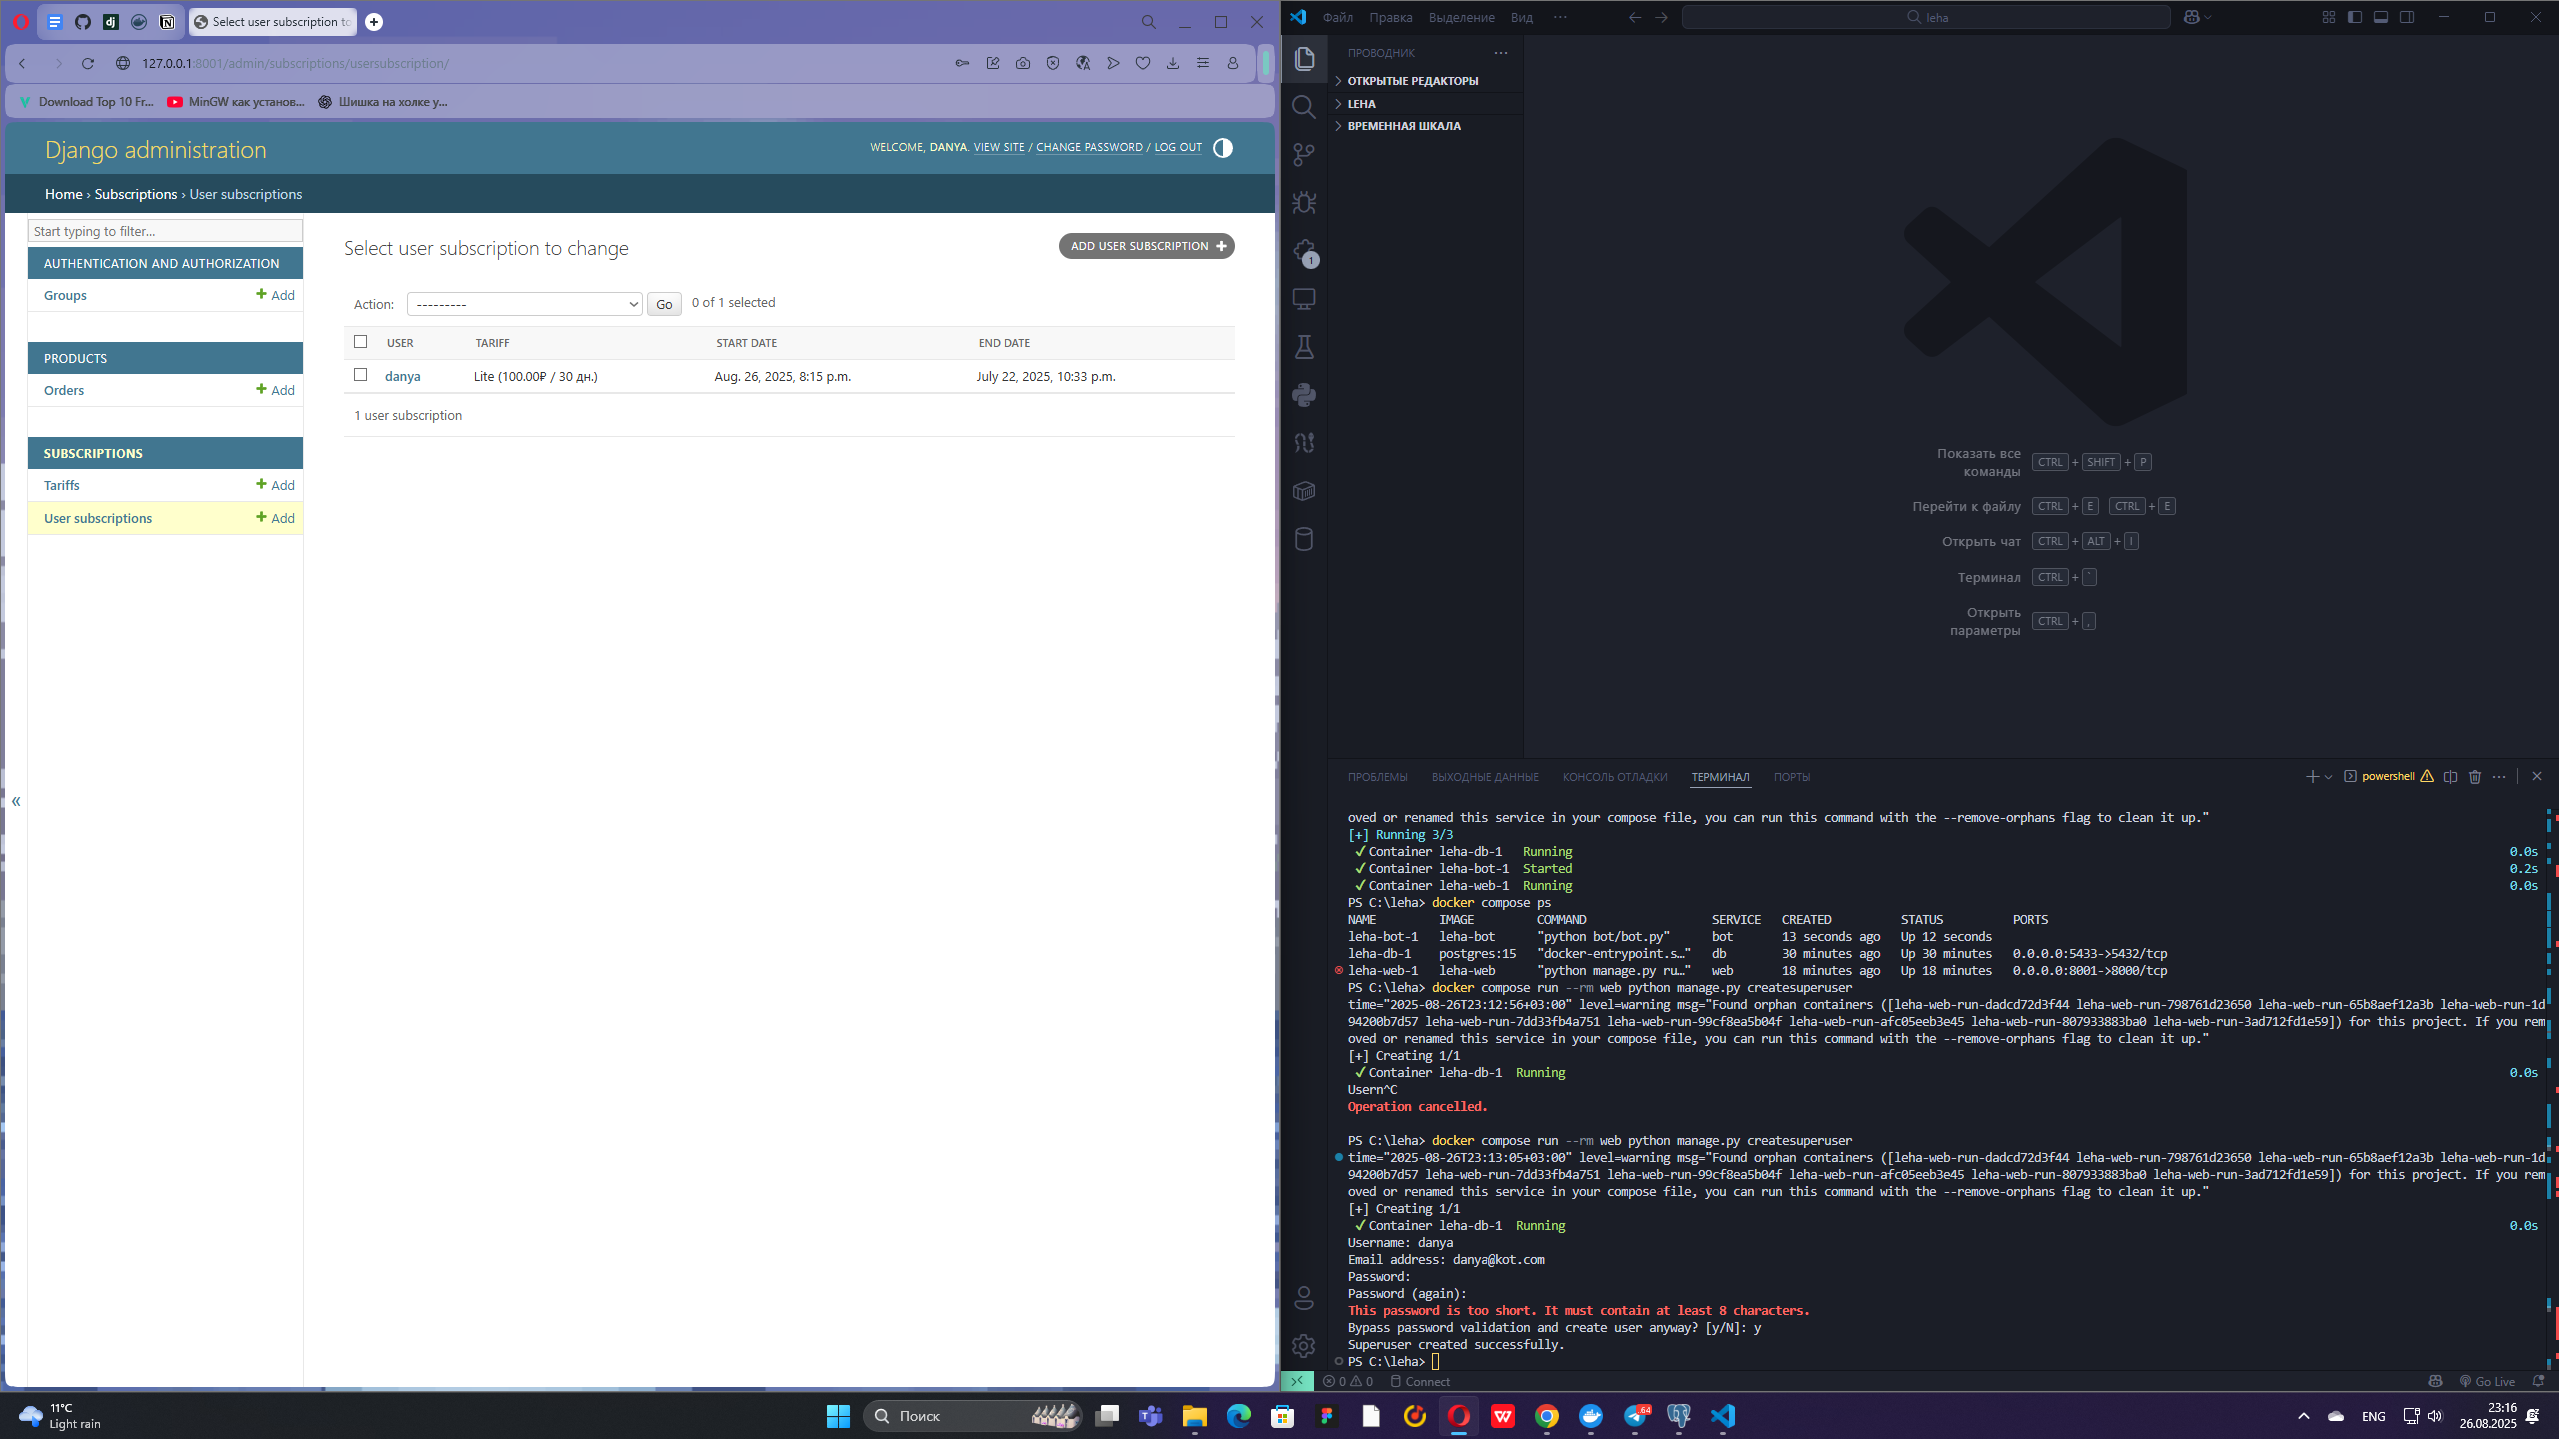 Select user subscription to
127.0.0.1:8001/admin/subscriptions/usersubscription/
Download Top 10 Fr...
MinGW как установ...
Шишка на холке у...
Django administration
WELCOME, DANYA. VIEW SITE / CHANGE PASSWORD / LOG OUT
Home › Subscriptions › User subscriptions
Start typing to filter...
AUTHENTICATION AND AUTHORIZATION
Groups
Add
PRODUCTS
Orders
Add
SUBSCRIPTIONS
Tariffs
Add
User subscriptions
Add
«
Select user subscription to change
ADD USER SUBSCRIPTION
Action:
---------
Go
0 of 1 selected
USER TARIFF START DATE END DATE
danya Lite (100.00₽ / 30 дн.) Aug. 26, 2025, 8:15 p.m. July 22, 2025, 10:33 p.m.
1 user subscription
Файл Правка Выделение Вид ···
leha
ПРОВОДНИК
ОТКРЫТЫЕ РЕДАКТОРЫ
LEHA
ВРЕМЕННАЯ ШКАЛА
1
Показать все команды CTRL + SHIFT + P
Перейти к файлу CTRL + E CTRL + E
Открыть чат CTRL + ALT + I
Терминал CTRL + `
Открыть параметры CTRL + ,
ПРОБЛЕМЫ ВЫХОДНЫЕ ДАННЫЕ КОНСОЛЬ ОТЛАДКИ ТЕРМИНАЛ ПОРТЫ
powershell
oved or renamed this service in your compose file, you can run this command with the --remove-orphans flag to clean it up."
[+] Running 3/3
✔ Container leha-db-1 Running 0.0s
✔ Container leha-bot-1 Started 0.2s
✔ Container leha-web-1 Running 0.0s
PS C:\leha> docker compose ps
NAME IMAGE COMMAND SERVICE CREATED STATUS PORTS
leha-bot-1 leha-bot "python bot/bot.py" bot 13 seconds ago Up 12 seconds
leha-db-1 postgres:15 "docker-entrypoint.s…" db 30 minutes ago Up 30 minutes 0.0.0.0:5433->5432/tcp
leha-web-1 leha-web "python manage.py ru…" web 18 minutes ago Up 18 minutes 0.0.0.0:8001->8000/tcp
PS C:\leha> docker compose run --rm web python manage.py createsuperuser
time="2025-08-26T23:12:56+03:00" level=warning msg="Found orphan containers ([leha-web-run-dadcd72d3f44 leha-web-run-798761d23650 leha-web-run-65b8aef12a3b leha-web-run-1d
94200b7d57 leha-web-run-7dd33fb4a751 leha-web-run-99cf8ea5b04f leha-web-run-afc05eeb3e45 leha-web-run-807933883ba0 leha-web-run-3ad712fd1e59]) for this project. If you rem
oved or renamed this service in your compose file, you can run this command with the --remove-orphans flag to clean it up."
[+] Creating 1/1
✔ Container leha-db-1 Running 0.0s
Usern^C
Operation cancelled.
PS C:\leha> docker compose run --rm web python manage.py createsuperuser
time="2025-08-26T23:13:05+03:00" level=warning msg="Found orphan containers ([leha-web-run-dadcd72d3f44 leha-web-run-798761d23650 leha-web-run-65b8aef12a3b leha-web-run-1d
94200b7d57 leha-web-run-7dd33fb4a751 leha-web-run-99cf8ea5b04f leha-web-run-afc05eeb3e45 leha-web-run-807933883ba0 leha-web-run-3ad712fd1e59]) for this project. If you rem
oved or renamed this service in your compose file, you can run this command with the --remove-orphans flag to clean it up."
[+] Creating 1/1
✔ Container leha-db-1 Running 0.0s
Username: danya
Email address: danya@kot.com
Password:
Password (again):
This password is too short. It must contain at least 8 characters.
Bypass password validation and create user anyway? [y/N]: y
Superuser created successfully.
PS C:\leha>
0 0 Connect
Go Live
11°C
Light rain
Поиск
64
ENG
23:16
26.08.2025